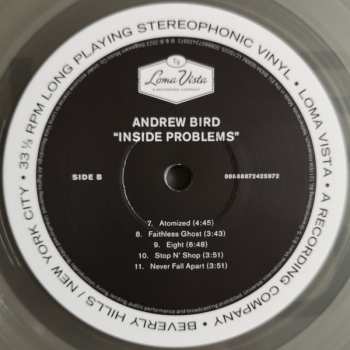 33 ⅓ RPM LONG PLAYING STEREOPHONIC VINYL • LOMA VISTA • A RECORDING COMPANY • BEVERLY HILLS / NEW YORK CITY •
Loma Vista
ANDREW BIRD
"INSIDE PROBLEMS"
SIDE B
00888072425972
7. Atomized (4:45)
8. Faithless Ghost (3:51)
9. Eight (6:48)
10. Stop N' Shop (3:51)
11. Never Fall Apart (3:51)